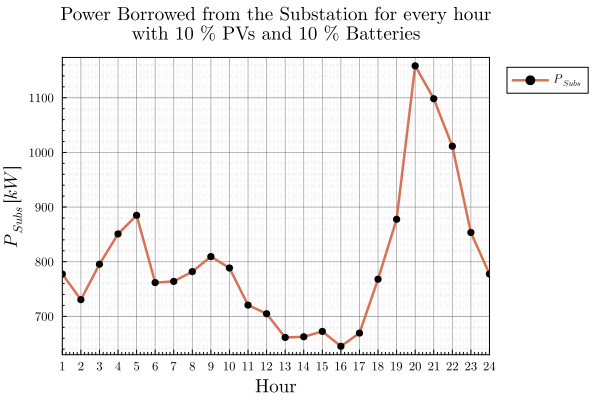 Power Borrowed from the Substation for every hour
with 10 % PVs and 10 % Batteries
P Subs
1100
1000
900
800
700
P Subs [kW]
1 2 3 4 5 6 7 8 9 10 11 12 13 14 15 16 17 18 19 20 21 22 23 24
Hour